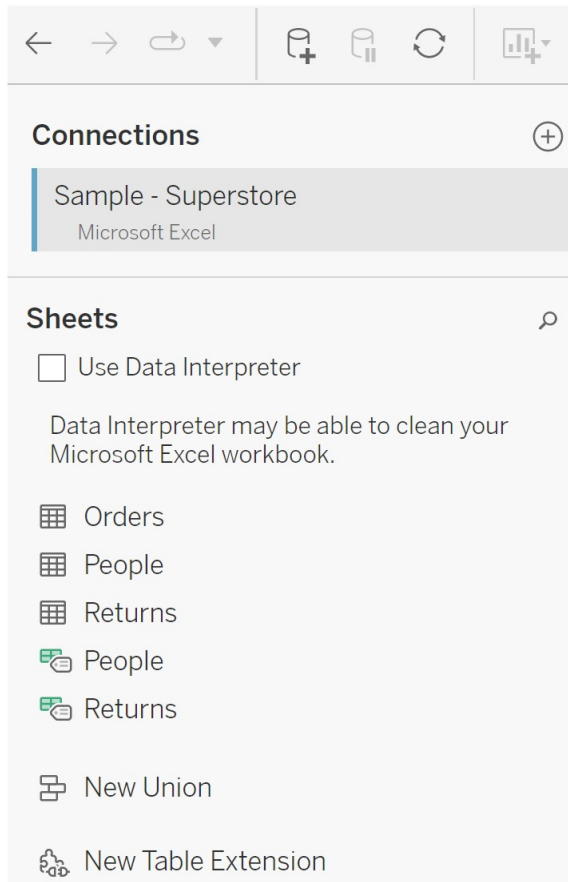 Connections
Sample - Superstore
Microsoft Excel
Sheets
Use Data Interpreter
Data Interpreter may be able to clean your
Microsoft Excel workbook.
Orders
People
Returns
People
Returns
New Union
New Table Extension